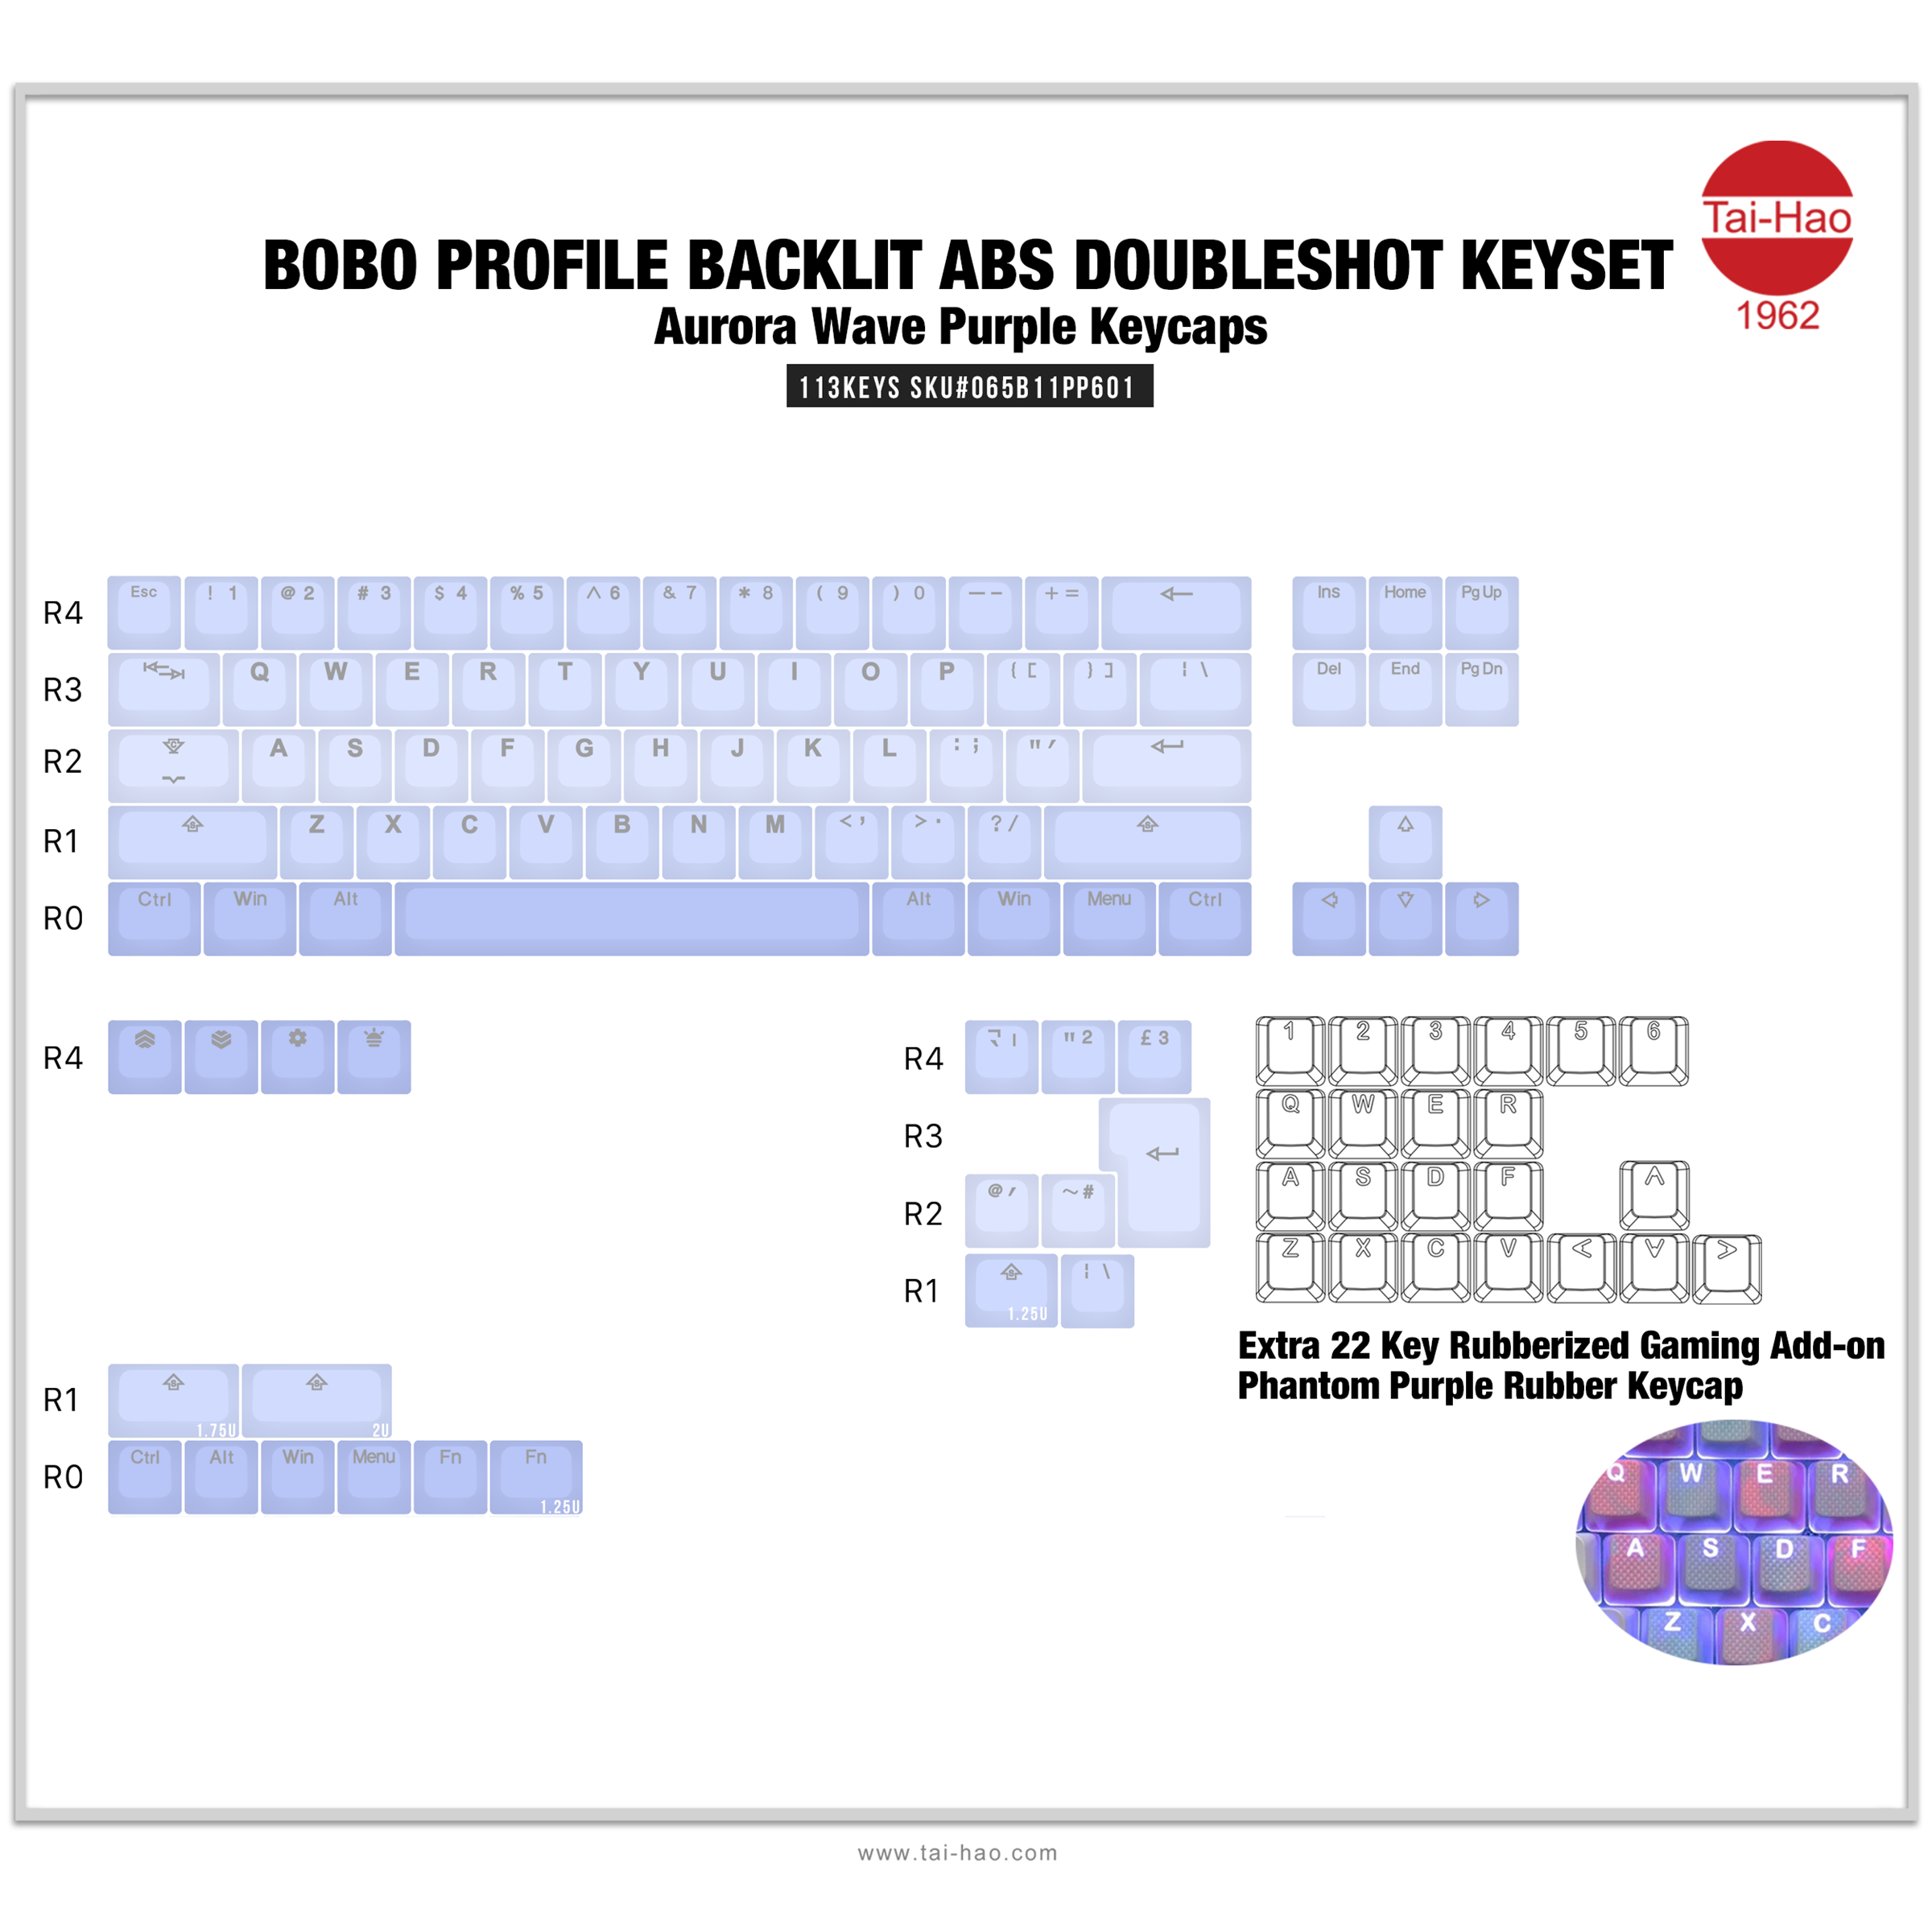 Tai-Hao
1962
BOBO PROFILE BACKLIT ABS DOUBLESHOT KEYSET
Aurora Wave Purple Keycaps
113KEYS SKU#065B11PP601
R4 Esc ! 1 @ 2 # 3 $ 4 % 5 ^ 6 & 7 * 8 ( 9 ) 0 — – + = Ins Home Pg Up
R3 Q W E R T Y U I O P { [ } ] ¦ \ Del End Pg Dn
R2 A S D F G H J K L : ; " ′
R1 Z X C V B N M < , > . ? /
R0 Ctrl Win Alt Alt Win Menu Ctrl
R4
R4 ¬ | " 2 £ 3
R3
R2 @ ′ ~ #
R1 1.25U ¦ \
1 2 3 4 5 6
Q W E R
A S D F
Z X C V
Extra 22 Key Rubberized Gaming Add-on
Phantom Purple Rubber Keycap
R1 1.75U 2U
R0 Ctrl Alt Win Menu Fn Fn 1.25U
Q W E R
A S D F
Z X C
www.tai-hao.com